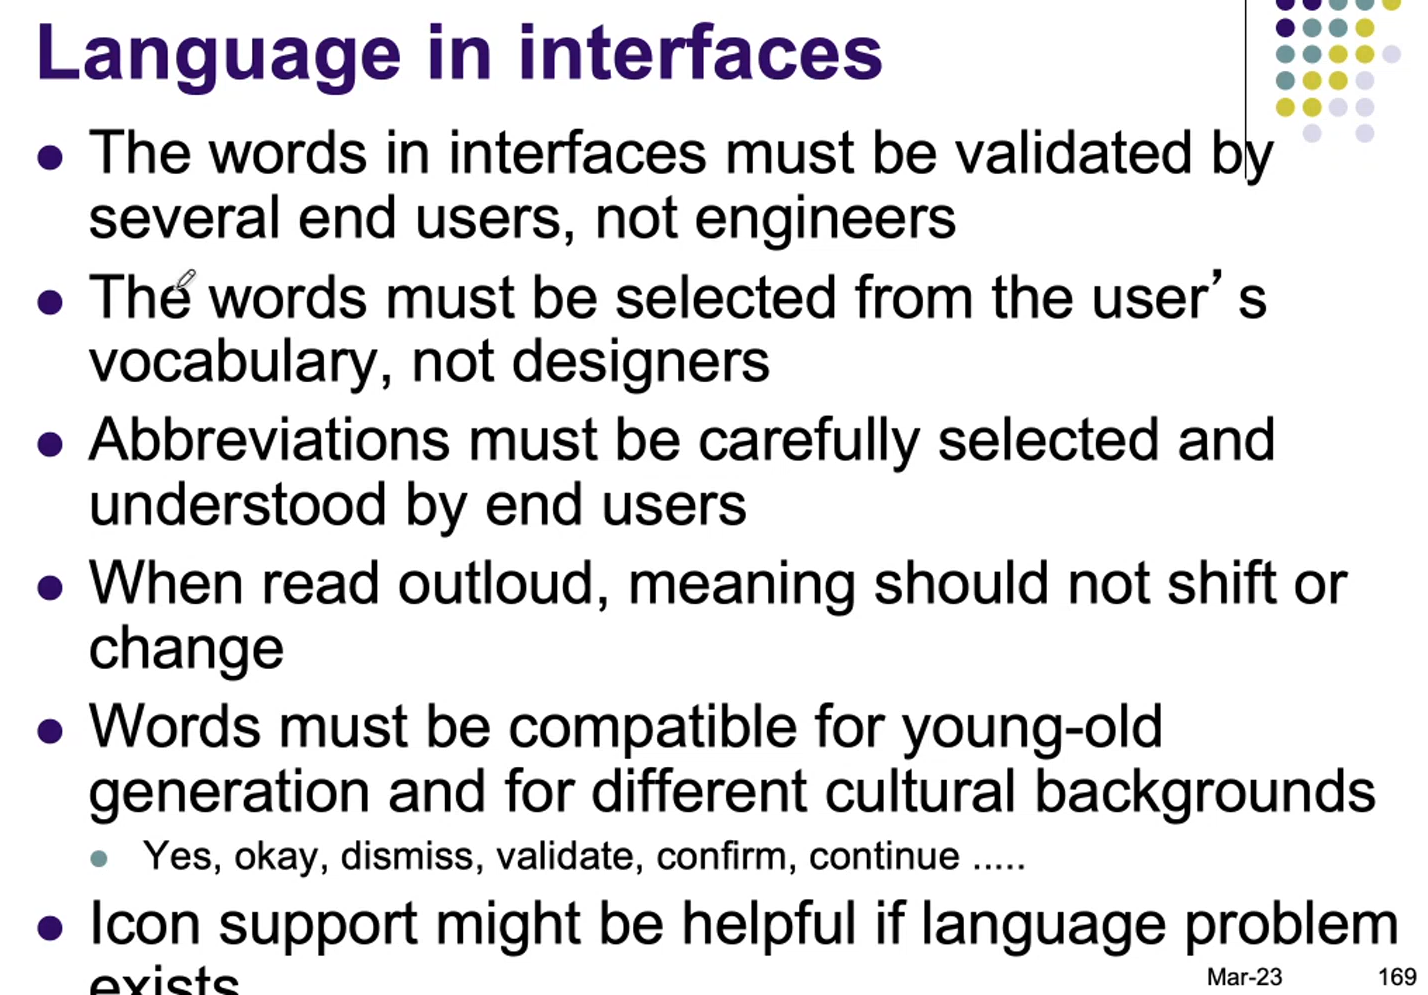 Language in interfaces
The words in interfaces must be validated by
several end users, not engineers
The words must be selected from the user’s
vocabulary, not designers
Abbreviations must be carefully selected and
understood by end users
When read outloud, meaning should not shift or
change
Words must be compatible for young-old
generation and for different cultural backgrounds
Yes, okay, dismiss, validate, confirm, continue .....
Icon support might be helpful if language problem
exists
Mar-23
169